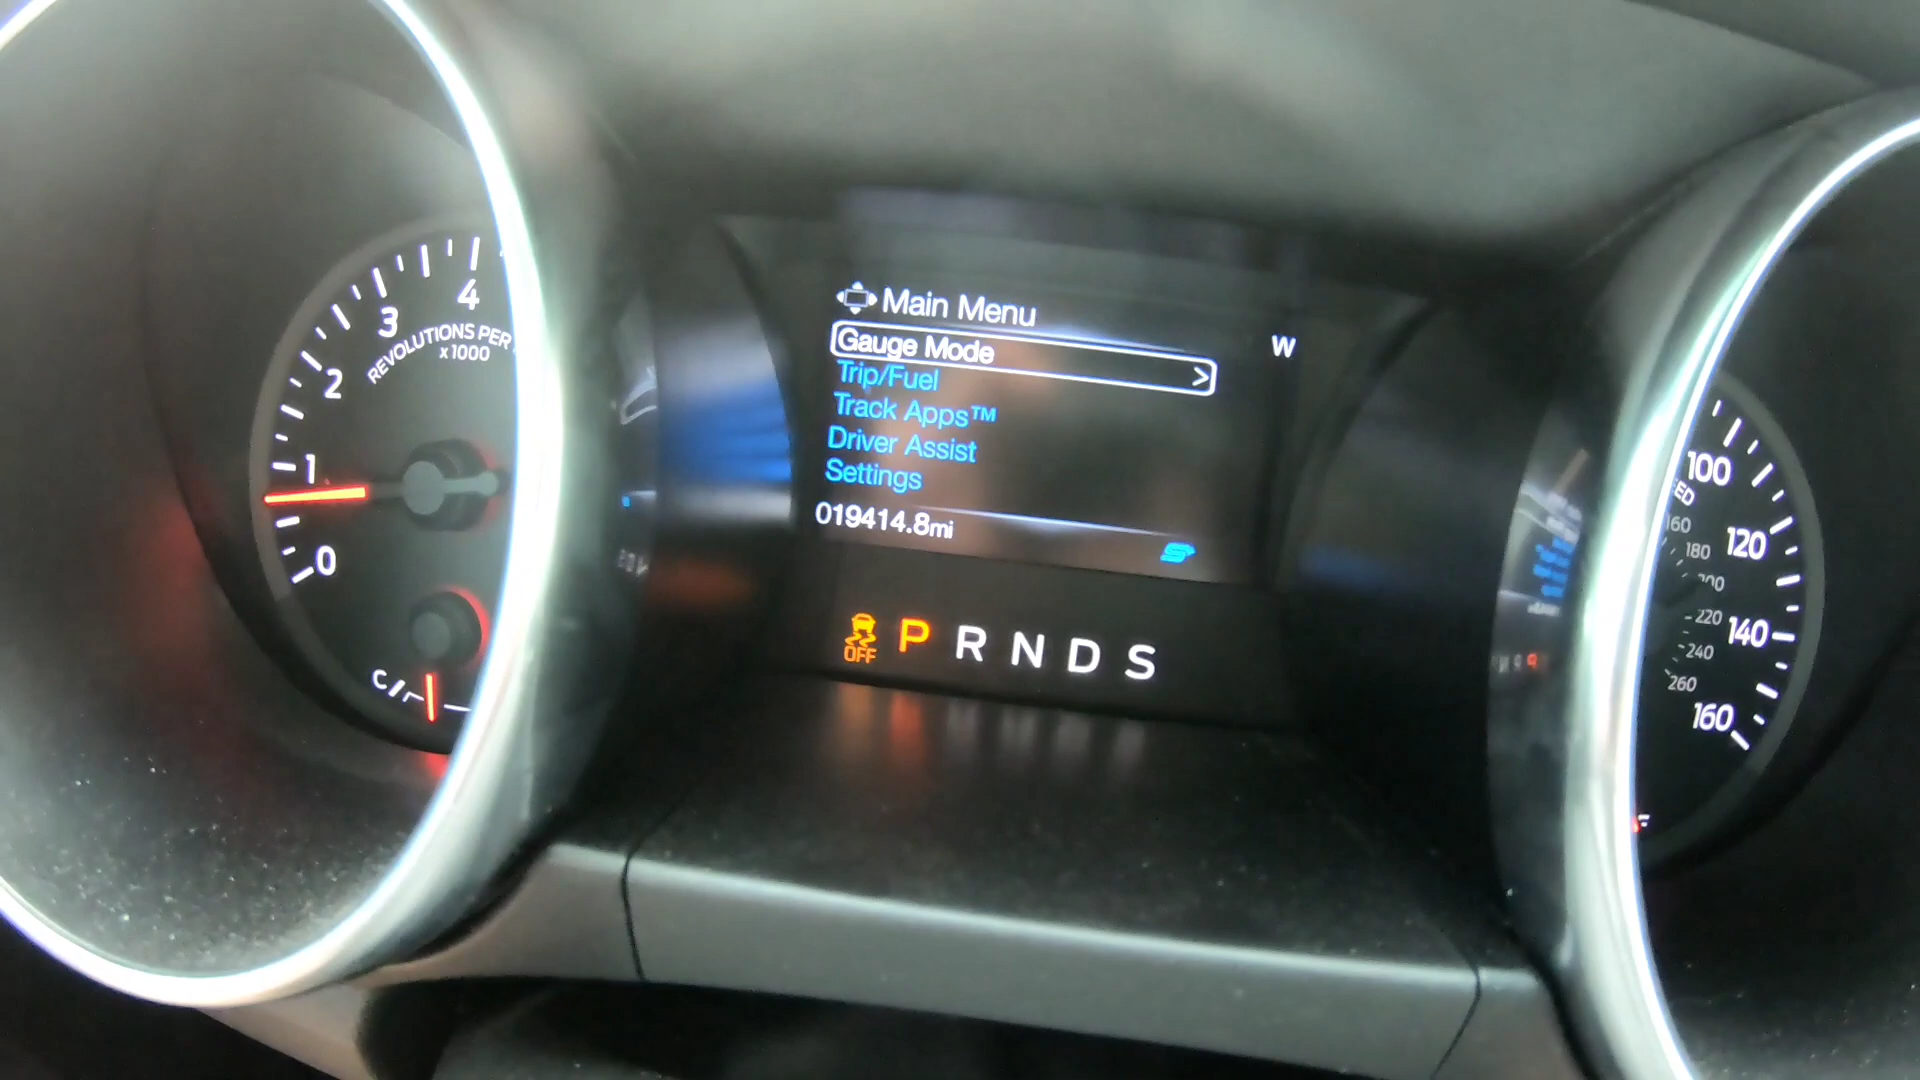 Main Menu
Gauge Mode >
Trip/Fuel
Track Apps™
Driver Assist
Settings
019414.8mi
W
OFF P R N D S
4
3
2
1
0
REVOLUTIONS PER
x1000
C
100
120
140
160
160
180
220
240
260